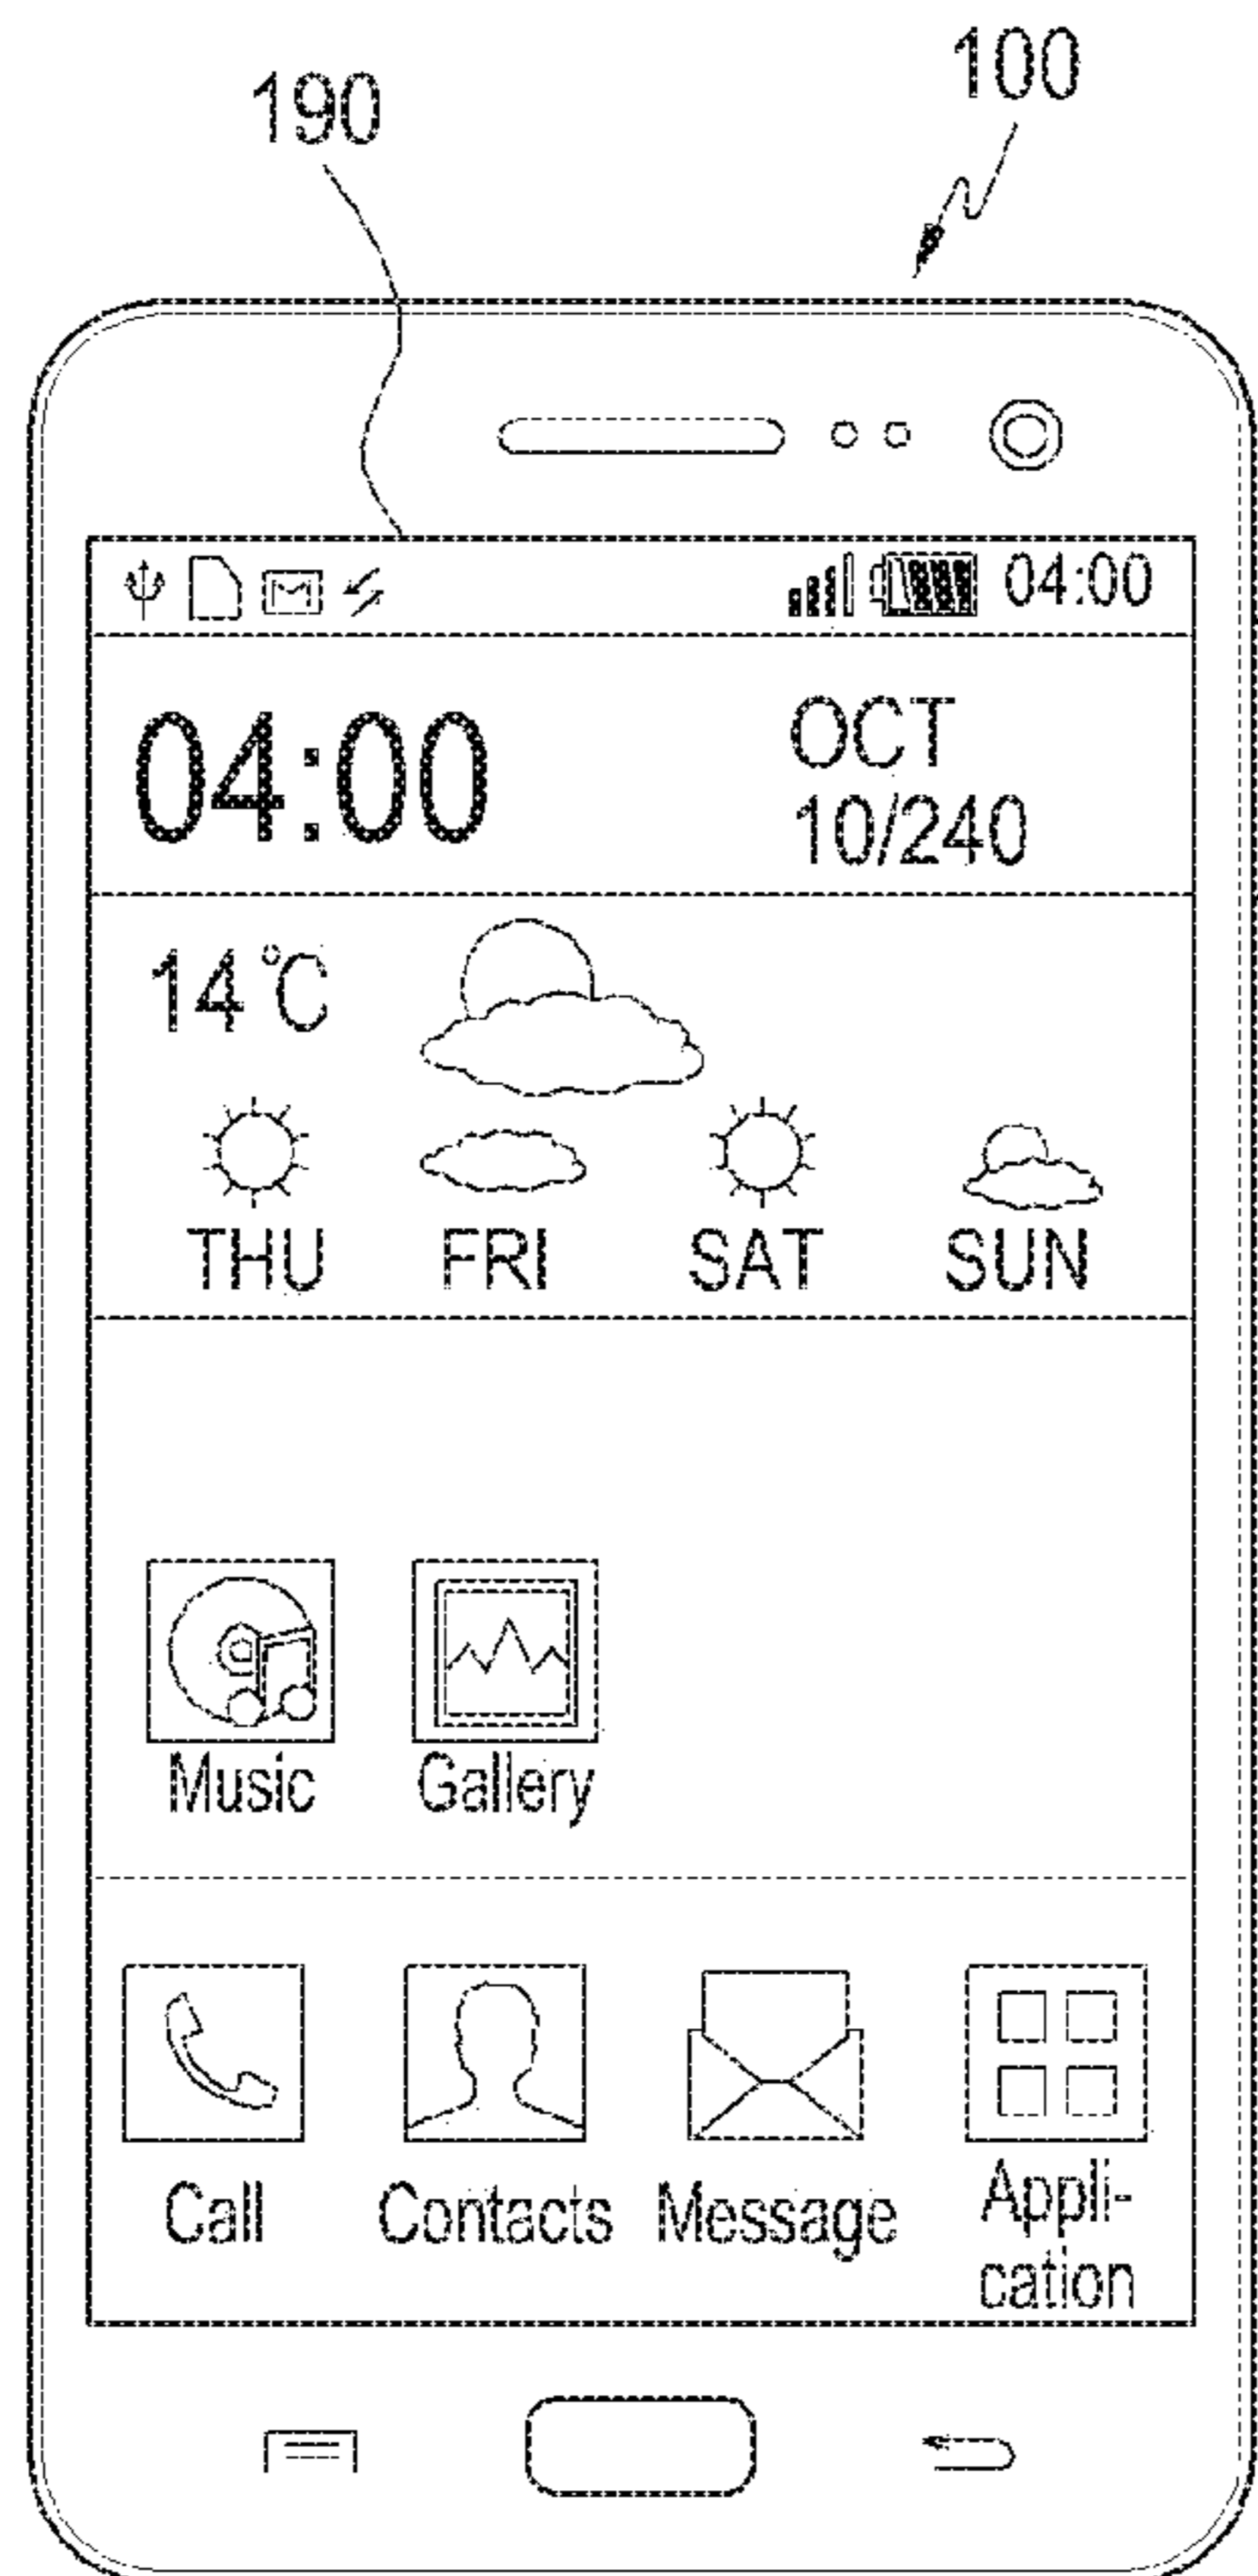 100
190
04:00
04:00
OCT
10/240
14 °C
THU FRI SAT SUN
Music Gallery
Call Contacts Message Appli-
cation